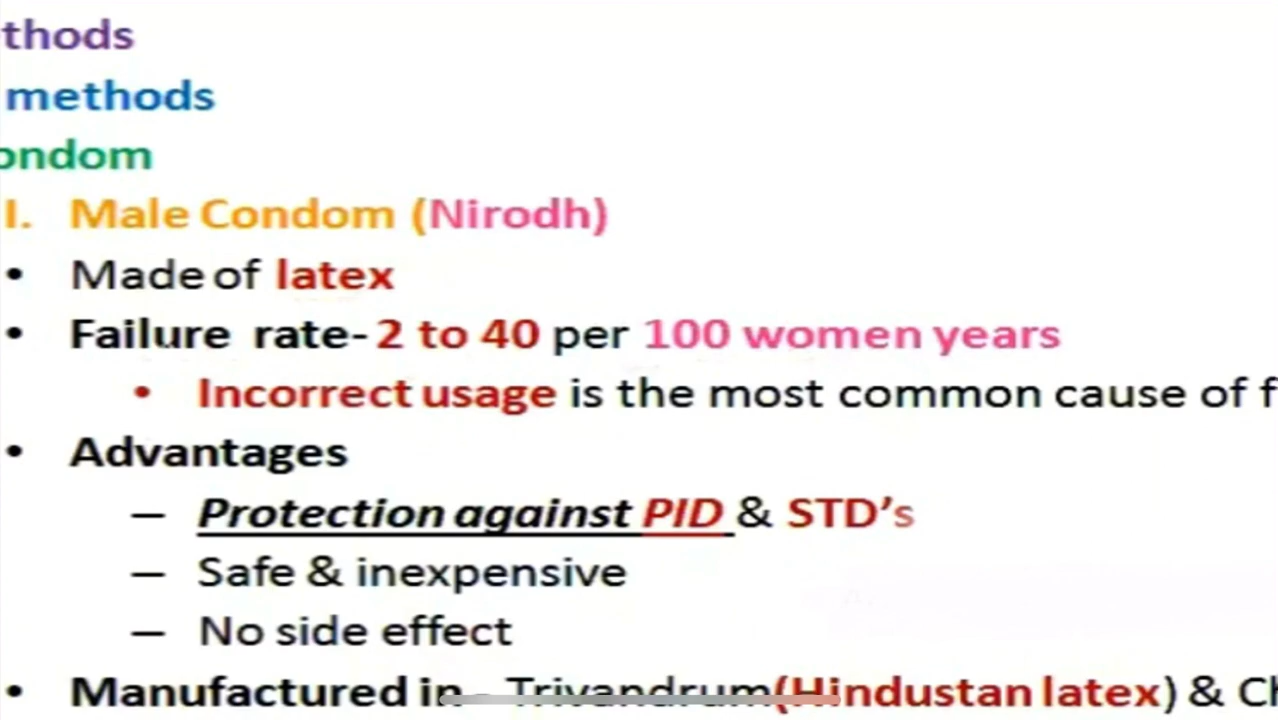 thods
methods
ondom
I. Male Condom (Nirodh)
• Made of latex
• Failure rate- 2 to 40 per 100 women years
• Incorrect usage is the most common cause of f
• Advantages
– Protection against PID & STD's
– Safe & inexpensive
– No side effect
• Manufactured in - Trivandrum(Hindustan latex) & Ch